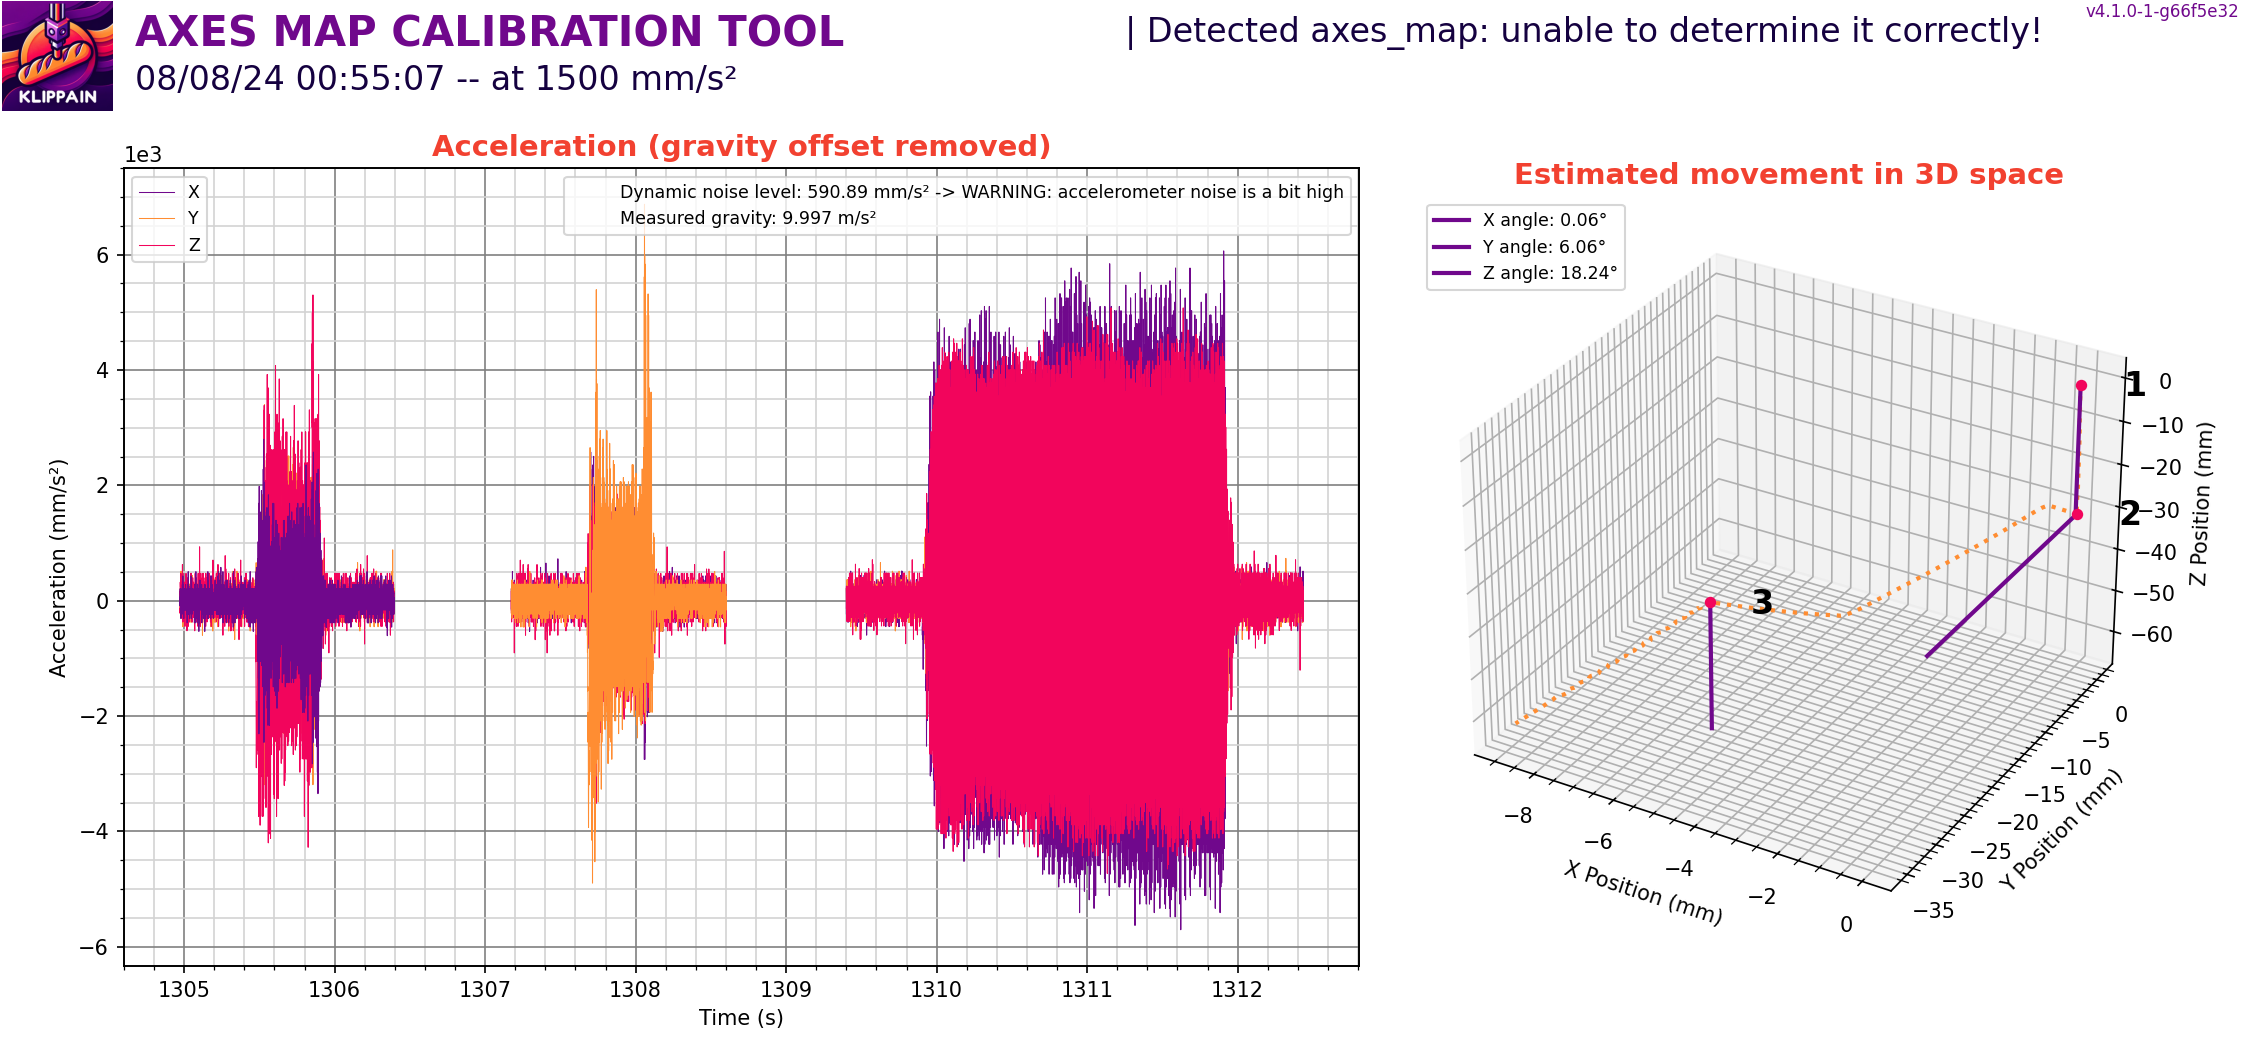 AXES MAP CALIBRATION TOOL
| Detected axes_map: unable to determine it correctly!
v4.1.0-1-g66f5e32
KLIPPAIN
08/08/24 00:55:07 -- at 1500 mm/s²
Acceleration (gravity offset removed)
1e3
X
Y
Z
Dynamic noise level: 590.89 mm/s² -> WARNING: accelerometer noise is a bit high
Measured gravity: 9.997 m/s²
Acceleration (mm/s²)
6
4
2
0
−2
−4
−6
1305 1306 1307 1308 1309 1310 1311 1312
Time (s)
Estimated movement in 3D space
X angle: 0.06°
Y angle: 6.06°
Z angle: 18.24°
1
2
3
0
−10
−20
−30
−40
−50
−60
Z Position (mm)
0
−5
−10
−15
−20
−25
−30
−35
Y Position (mm)
−8
−6
−4
−2
0
X Position (mm)